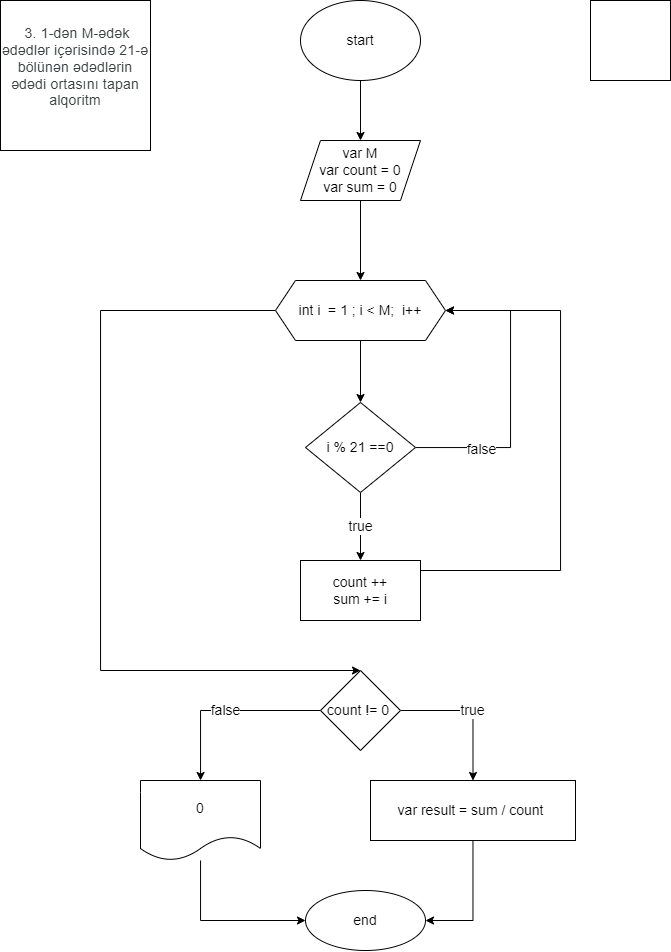 3. 1-dən M-ədək
ədədlər içərisində 21-ə
bölünən ədədlərin
ədədi ortasını tapan
alqoritm
start
var M
var count = 0
var sum = 0
int i = 1 ; i < M; i++
i % 21 ==0
false
true
count ++
sum += i
count != 0
false
true
0
var result = sum / count
end